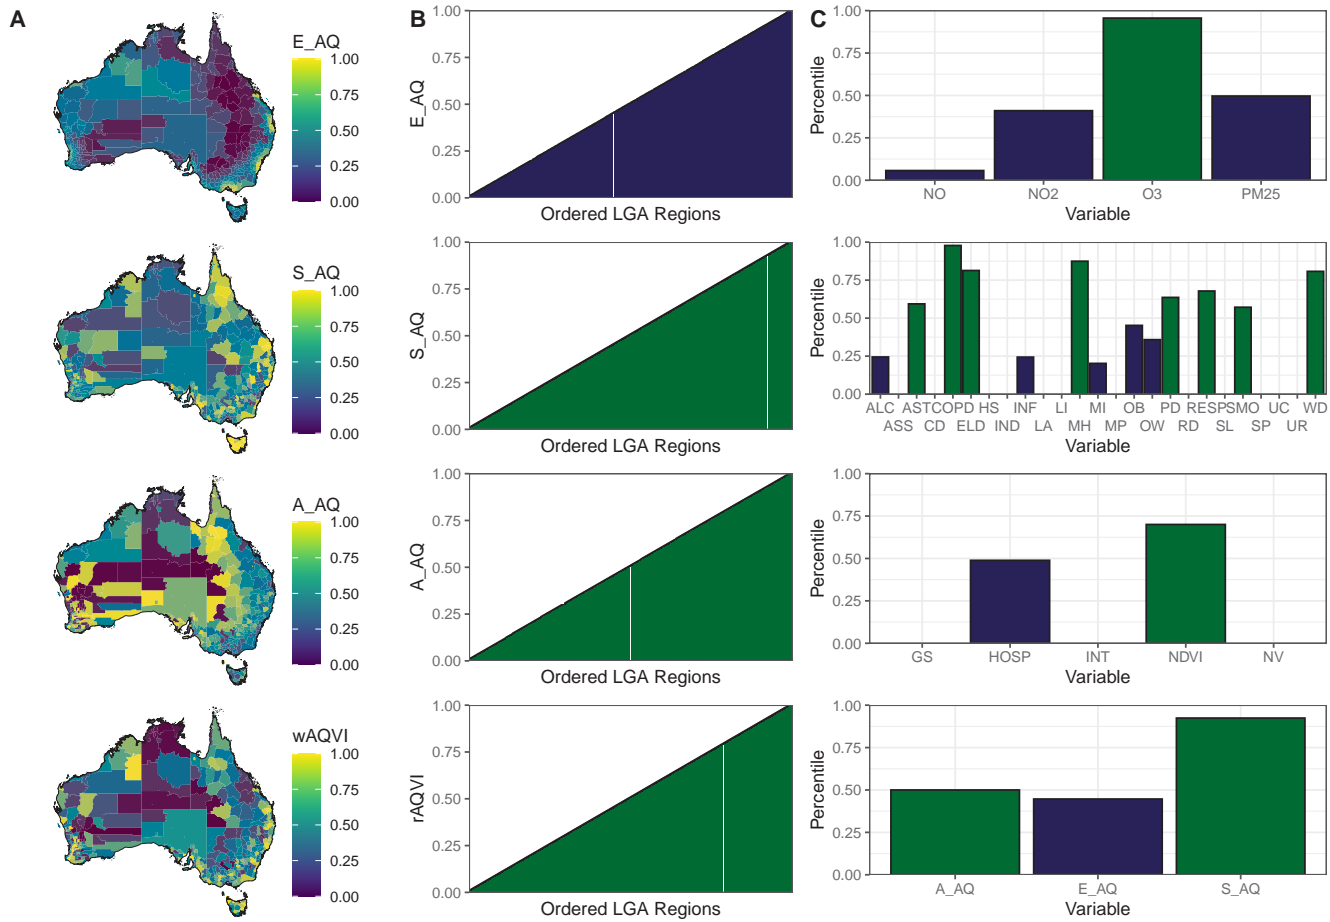 A
E_AQ
1.00
0.75
0.50
0.25
0.00
S_AQ
1.00
0.75
0.50
0.25
0.00
A_AQ
1.00
0.75
0.50
0.25
0.00
wAQVI
1.00
0.75
0.50
0.25
0.00
B
E_AQ
1.00
0.75
0.50
0.25
0.00
Ordered LGA Regions
S_AQ
1.00
0.75
0.50
0.25
0.00
Ordered LGA Regions
A_AQ
1.00
0.75
0.50
0.25
0.00
Ordered LGA Regions
rAQVI
1.00
0.75
0.50
0.25
0.00
Ordered LGA Regions
C
Percentile
1.00
0.75
0.50
0.25
0.00
NO NO2 O3 PM25
Variable
Percentile
1.00
0.75
0.50
0.25
0.00
ALC AST COPD HS INF LI MI OB PD RESP SMO UC WD
ASS CD ELD IND LA MH MP OW RD SL SP UR
Variable
Percentile
1.00
0.75
0.50
0.25
0.00
GS HOSP INT NDVI NV
Variable
Percentile
1.00
0.75
0.50
0.25
0.00
A_AQ E_AQ S_AQ
Variable